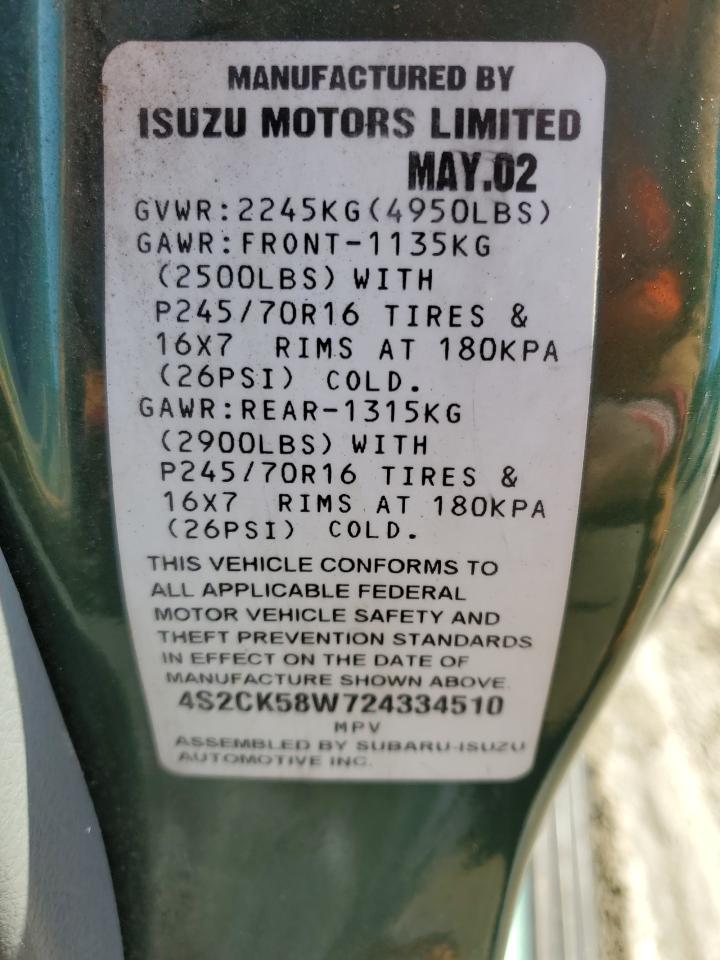 MANUFACTURED BY
ISUZU MOTORS LIMITED
MAY.02
GVWR:2245KG(4950LBS)
GAWR:FRONT-1135KG
(2500LBS) WITH
P245/70R16 TIRES &
16X7 RIMS AT 180KPA
(26PSI) COLD.
GAWR:REAR-1315KG
(2900LBS) WITH
P245/70R16 TIRES &
16X7 RIMS AT 180KPA
(26PSI) COLD.
THIS VEHICLE CONFORMS TO
ALL APPLICABLE FEDERAL
MOTOR VEHICLE SAFETY AND
THEFT PREVENTION STANDARDS
IN EFFECT ON THE DATE OF
MANUFACTURE SHOWN ABOVE.
4S2CK58W724334510
MPV
ASSEMBLED BY SUBARU-ISUZU
AUTOMOTIVE INC.